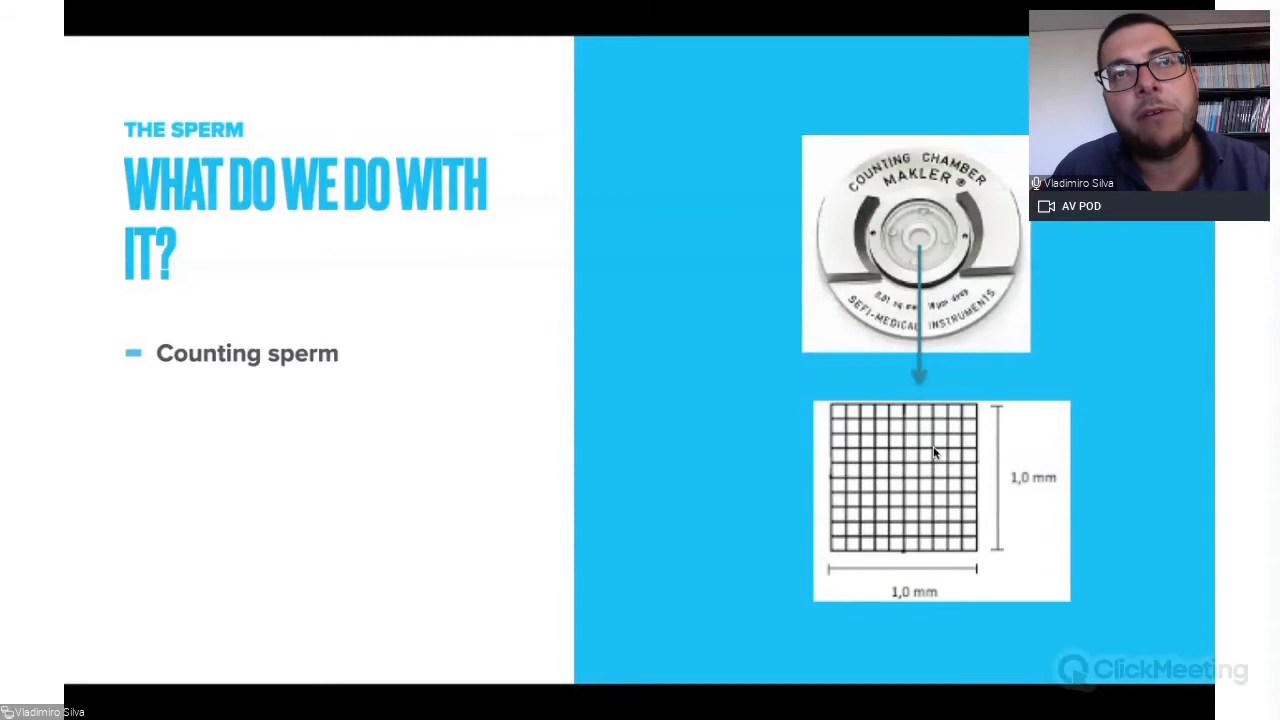 THE SPERM
WHAT DO WE DO WITH
IT?
Counting sperm
COUNTING CHAMBER
MAKLER ®
SEFI-MEDICAL INSTRUMENTS
1,0 mm
1,0 mm
Vladimiro Silva
AV POD
ClickMeeting
Vladimiro Silva